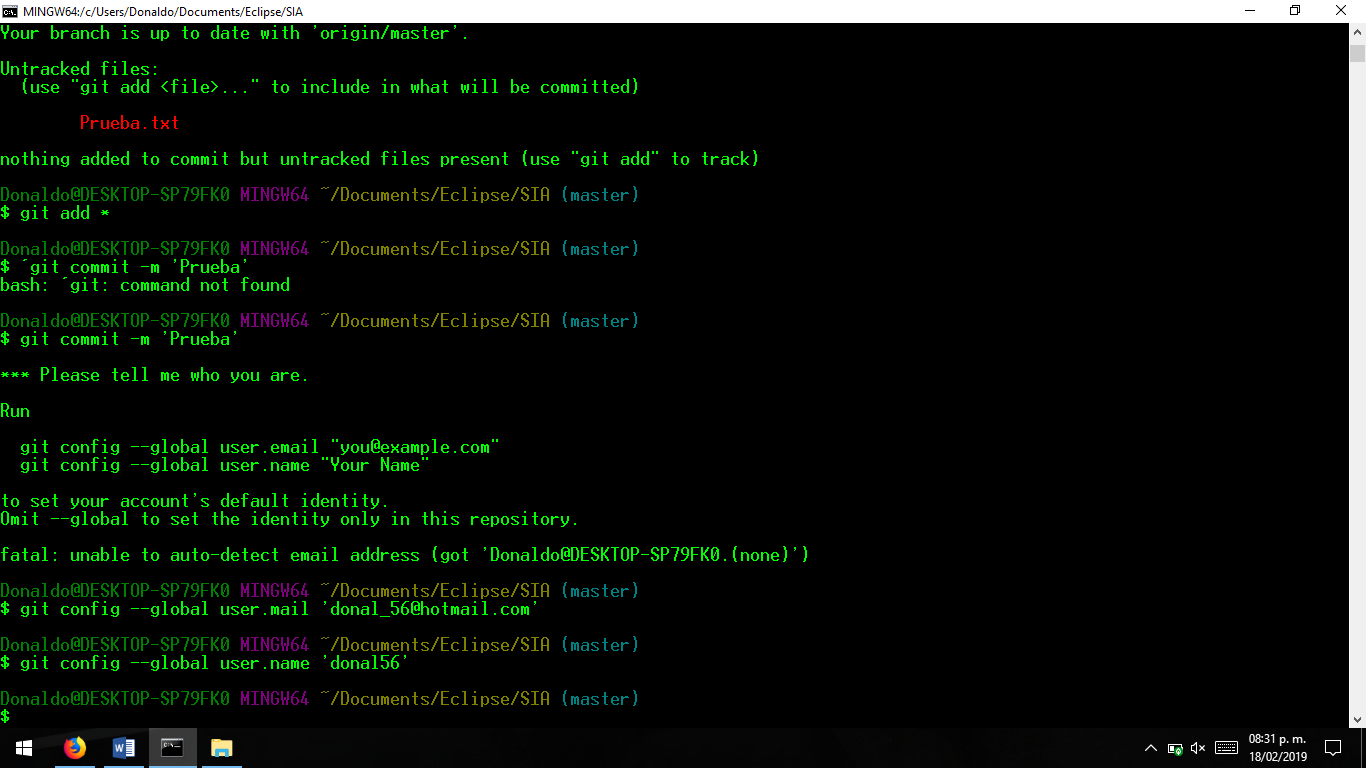 MINGW64:/c/Users/Donaldo/Documents/Eclipse/SIA
Your branch is up to date with 'origin/master'.
Untracked files:
(use "git add <file>..." to include in what will be committed)
Prueba.txt
nothing added to commit but untracked files present (use "git add" to track)
Donaldo@DESKTOP-SP79FK0 MINGW64 ~/Documents/Eclipse/SIA (master)
$ git add *
Donaldo@DESKTOP-SP79FK0 MINGW64 ~/Documents/Eclipse/SIA (master)
$ ´git commit -m 'Prueba'
bash: ´git: command not found
Donaldo@DESKTOP-SP79FK0 MINGW64 ~/Documents/Eclipse/SIA (master)
$ git commit -m 'Prueba'
*** Please tell me who you are.
Run
git config --global user.email "you@example.com"
git config --global user.name "Your Name"
to set your account's default identity.
Omit --global to set the identity only in this repository.
fatal: unable to auto-detect email address (got 'Donaldo@DESKTOP-SP79FK0.(none)')
Donaldo@DESKTOP-SP79FK0 MINGW64 ~/Documents/Eclipse/SIA (master)
$ git config --global user.mail 'donal_56@hotmail.com'
Donaldo@DESKTOP-SP79FK0 MINGW64 ~/Documents/Eclipse/SIA (master)
$ git config --global user.name 'donal56'
Donaldo@DESKTOP-SP79FK0 MINGW64 ~/Documents/Eclipse/SIA (master)
$
08:31 p. m.
18/02/2019